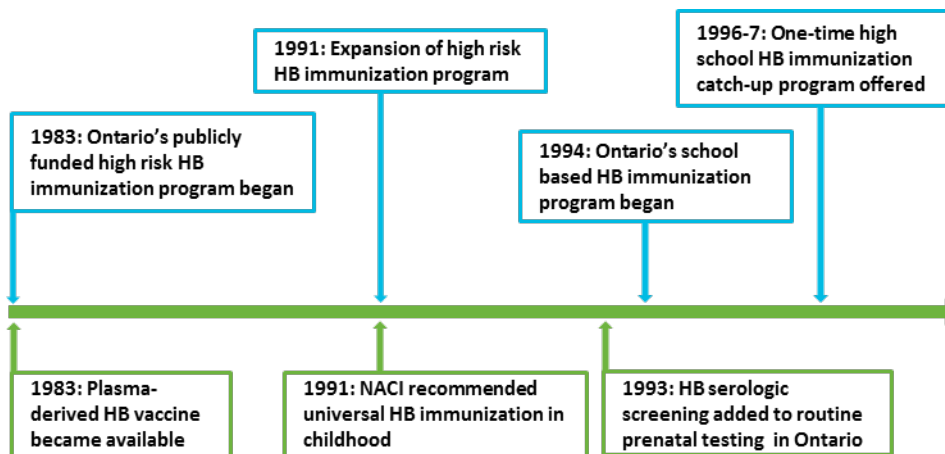 1991: Expansion of high risk
HB immunization program
1996-7: One-time high
school HB immunization
catch-up program offered
1983: Ontario's publicly
funded high risk HB
immunization program began
1994: Ontario's school
based HB immunization
program began
1983: Plasma-
derived HB vaccine
became available
1991: NACI recommended
universal HB immunization in
childhood
1993: HB serologic
screening added to routine
prenatal testing in Ontario